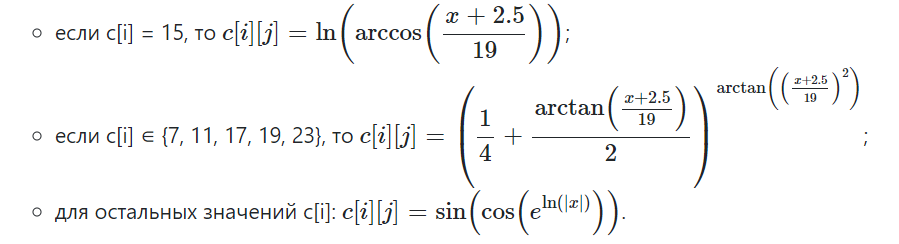 если c[i] = 15, то $c[i][j] = \ln\left(\arccos\left(\frac{x+2.5}{19}\right)\right)$;
если c[i] ∈ {7, 11, 17, 19, 23}, то $c[i][j] = \left(\frac{1}{4} + \frac{\arctan\left(\frac{x+2.5}{19}\right)}{2}\right)^{\arctan\left(\left(\frac{x+2.5}{19}\right)^2\right)}$;
для остальных значений c[i]: $c[i][j] = \sin\left(\cos\left(e^{\ln(|x|)}\right)\right)$.